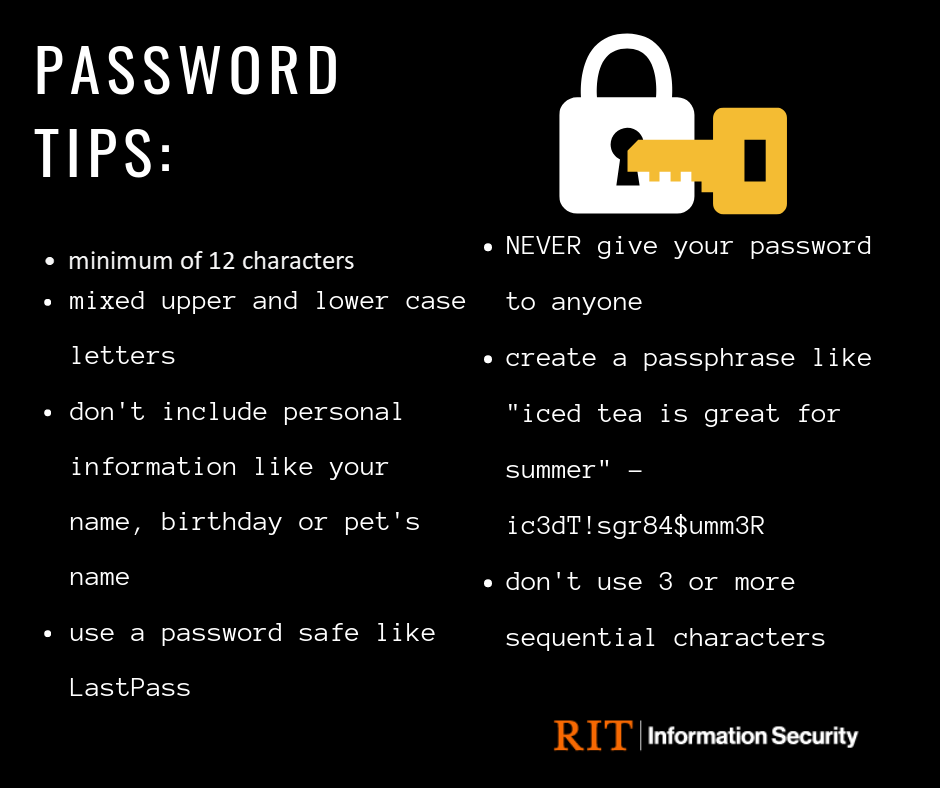 PASSWORD
TIPS:
• minimum of 12 characters
• mixed upper and lower case
letters
• don't include personal
information like your
name, birthday or pet's
name
• use a password safe like
LastPass
• NEVER give your password
to anyone
• create a passphrase like
"iced tea is great for
summer" –
ic3dT!sgr84$umm3R
• don't use 3 or more
sequential characters
RIT | Information Security